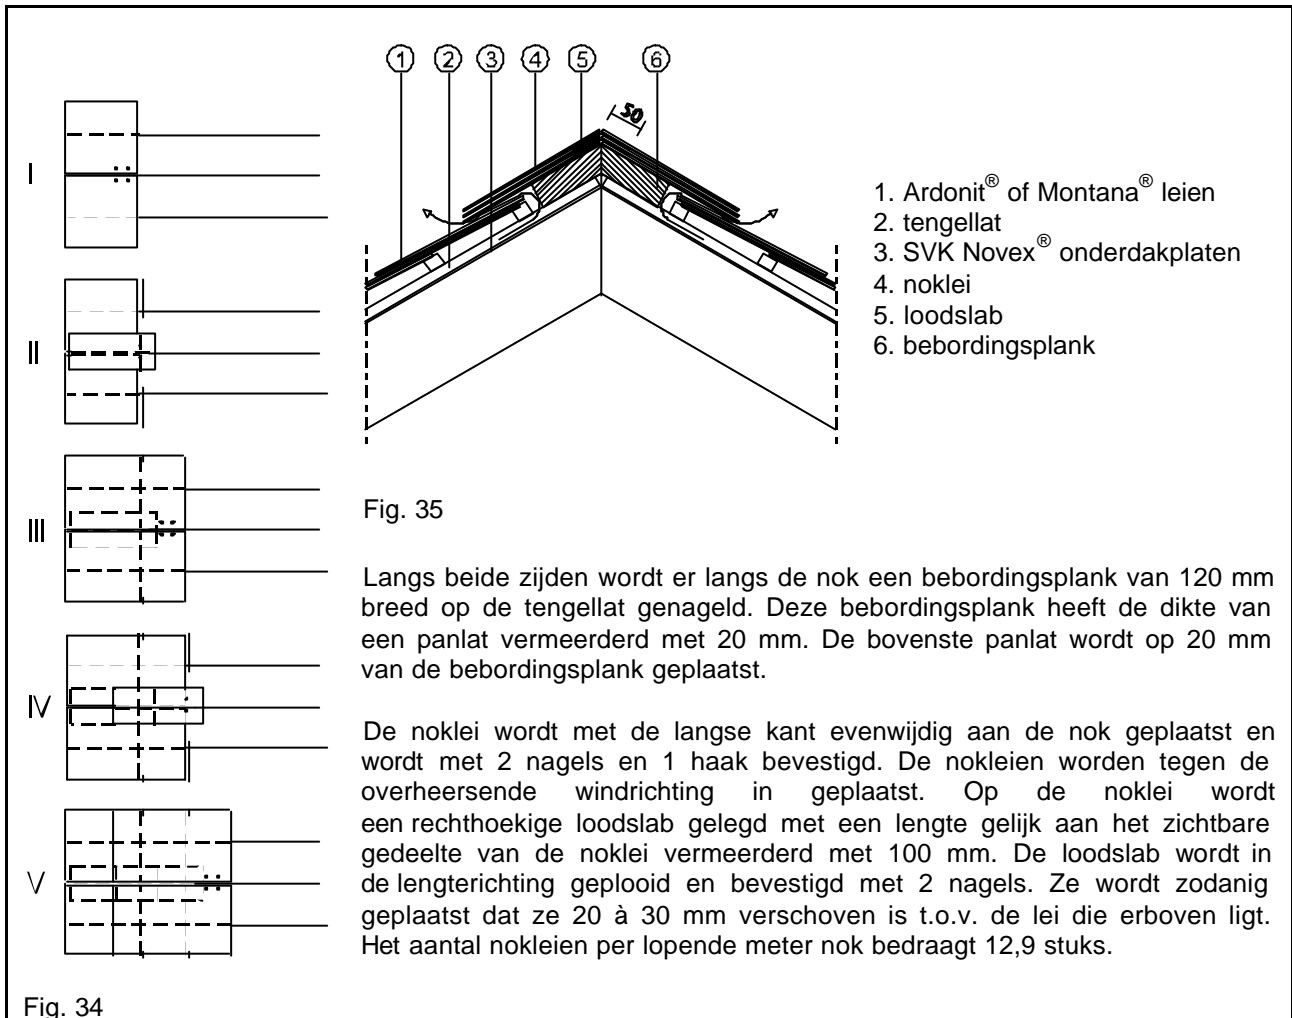 1 2 3 4 5 6
50
I
II
III
IV
V
1. Ardonit® of Montana® leien
2. tengellat
3. SVK Novex® onderdakplaten
4. noklei
5. loodslab
6. bebordingsplank
Fig. 35
Langs beide zijden wordt er langs de nok een bebordingsplank van 120 mm
breed op de tengellat genageld. Deze bebordingsplank heeft de dikte van
een panlat vermeerderd met 20 mm. De bovenste panlat wordt op 20 mm
van de bebordingsplank geplaatst.
De noklei wordt met de langse kant evenwijdig aan de nok geplaatst en
wordt met 2 nagels en 1 haak bevestigd. De nokleien worden tegen de
overheersende windrichting in geplaatst. Op de noklei wordt
een rechthoekige loodslab gelegd met een lengte gelijk aan het zichtbare
gedeelte van de noklei vermeerderd met 100 mm. De loodslab wordt in
de lengterichting geplooid en bevestigd met 2 nagels. Ze wordt zodanig
geplaatst dat ze 20 à 30 mm verschoven is t.o.v. de lei die erboven ligt.
Het aantal nokleien per lopende meter nok bedraagt 12,9 stuks.
Fig. 34